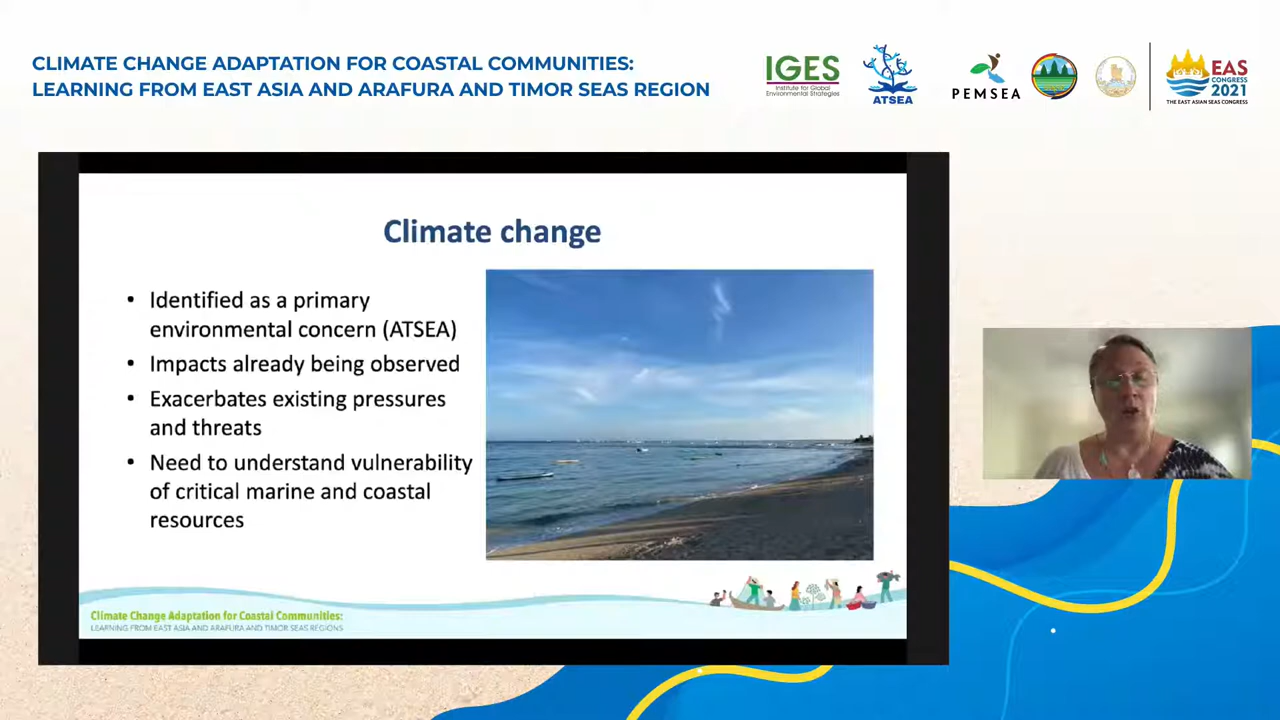 CLIMATE CHANGE ADAPTATION FOR COASTAL COMMUNITIES:
LEARNING FROM EAST ASIA AND ARAFURA AND TIMOR SEAS REGION
IGES
Institute for Global
Environmental Strategies
ATSEA
PEMSEA
EAS
CONGRESS
2021
THE EAST ASIAN SEAS CONGRESS
Climate change
• Identified as a primary
environmental concern (ATSEA)
• Impacts already being observed
• Exacerbates existing pressures
and threats
• Need to understand vulnerability
of critical marine and coastal
resources
Climate Change Adaptation for Coastal Communities:
LEARNING FROM EAST ASIA AND ARAFURA AND TIMOR SEAS REGIONS